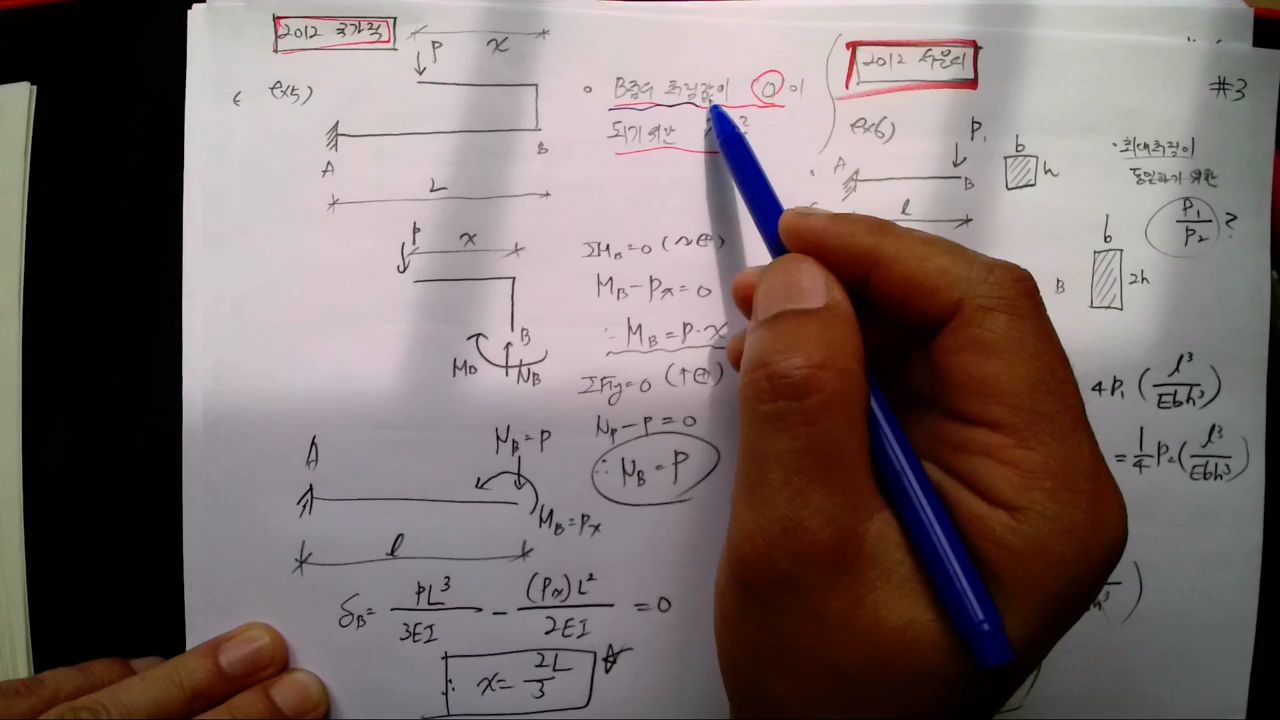 2012 국가직
x
P
ex5)
A
B
L
P
x
B
M_B
N_B
B점의 처짐값이 0이
되기 위한
?
ΣM_B=0 (↷⊕)
M_B-Px=0
∴ M_B=P·x
ΣFy=0 (↑⊕)
N_P-P=0
∴ N_B=P
A
N_B=P
M_B=Px
l
δ_B= PL³/3EI - (Px)L²/2EI =0
∴ x= 2L/3
2012 서울시
#3
ex6)
P₁
b
h
A
B
l
·최대처짐이
동일하기 위한
P₁/P₂ ?
b
B
2h
4P₁ (l³/Ebh³)
= 1/4 P₂ (l³/Ebh³)